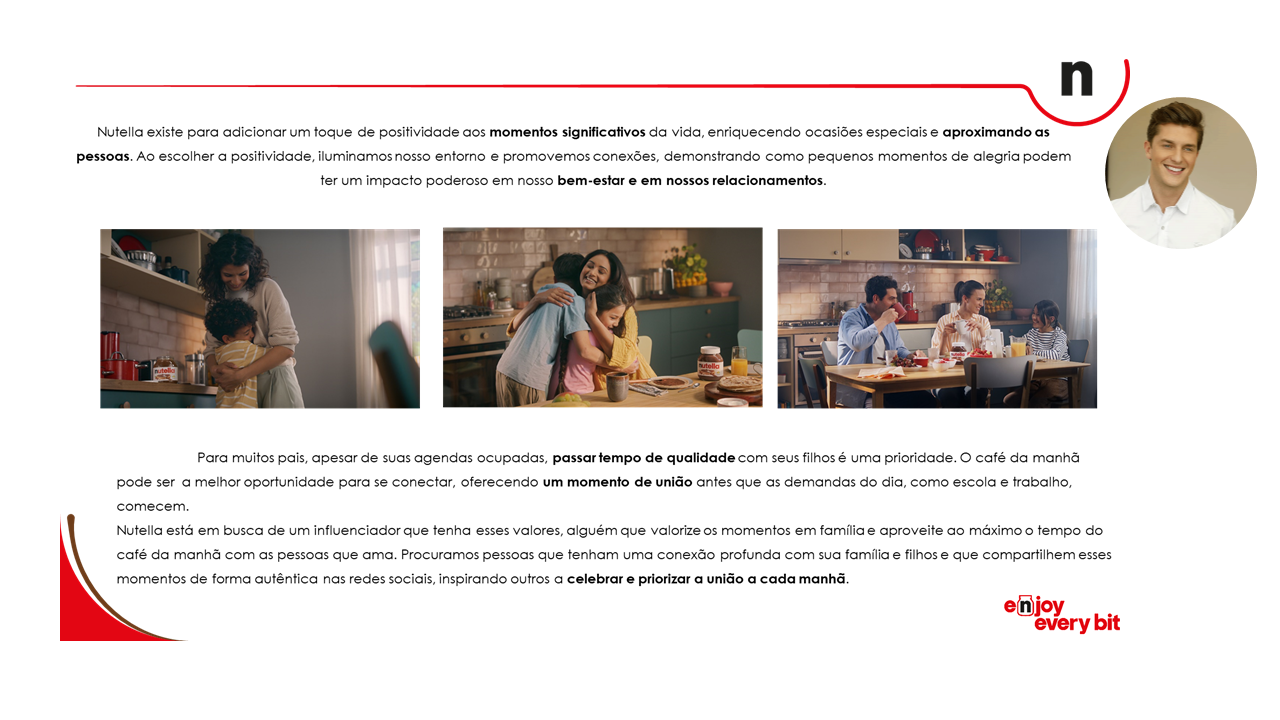 n
Nutella existe para adicionar um toque de positividade aos momentos significativos da vida, enriquecendo ocasiões especiais e aproximando as
pessoas. Ao escolher a positividade, iluminamos nosso entorno e promovemos conexões, demonstrando como pequenos momentos de alegria podem
ter um impacto poderoso em nosso bem-estar e em nossos relacionamentos.
nutella
nutella
nutella
Para muitos pais, apesar de suas agendas ocupadas, passar tempo de qualidade com seus filhos é uma prioridade. O café da manhã
pode ser a melhor oportunidade para se conectar, oferecendo um momento de união antes que as demandas do dia, como escola e trabalho,
comecem.
Nutella está em busca de um influenciador que tenha esses valores, alguém que valorize os momentos em família e aproveite ao máximo o tempo do
café da manhã com as pessoas que ama. Procuramos pessoas que tenham uma conexão profunda com sua família e filhos e que compartilhem esses
momentos de forma autêntica nas redes sociais, inspirando outros a celebrar e priorizar a união a cada manhã.
enjoy
every bit